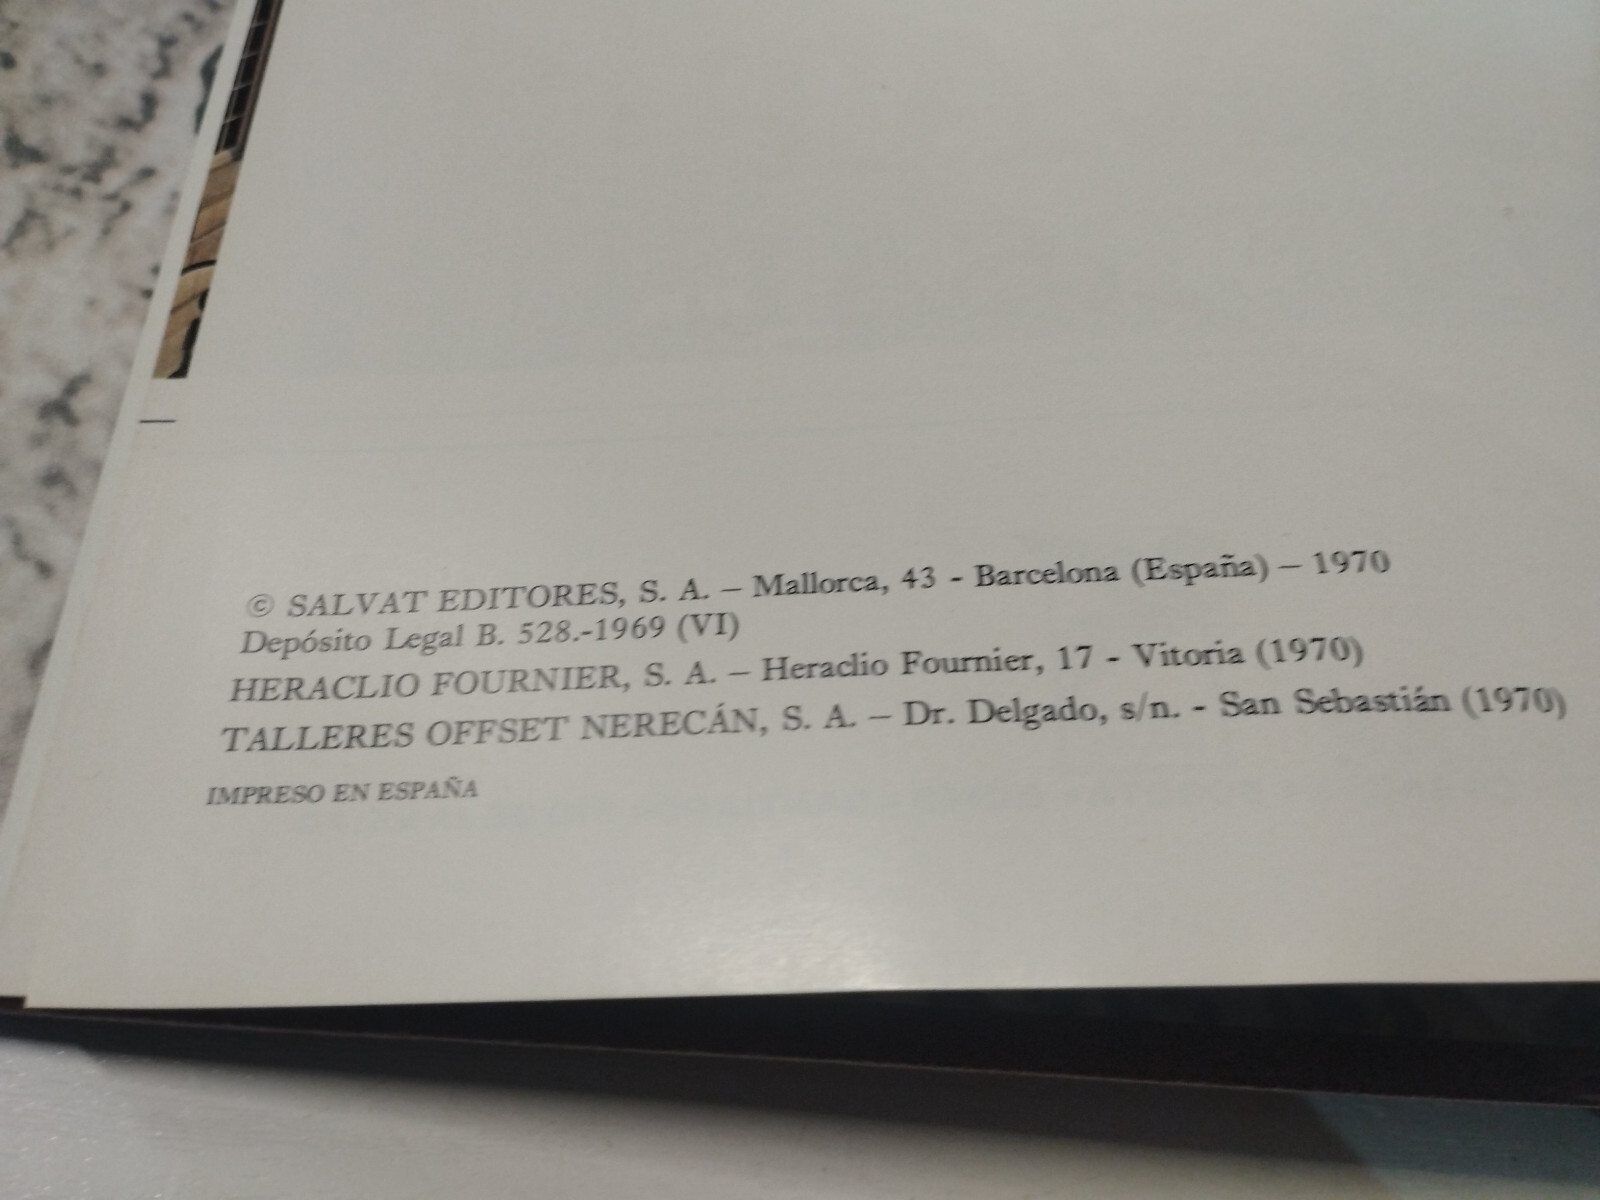 © SALVAT EDITORES, S. A. – Mallorca, 43 - Barcelona (España) – 1970
Depósito Legal B. 528.-1969 (VI)
HERACLIO FOURNIER, S. A. – Heraclio Fournier, 17 - Vitoria (1970)
TALLERES OFFSET NERECÁN, S. A. – Dr. Delgado, s/n. - San Sebastián (1970)
IMPRESO EN ESPAÑA